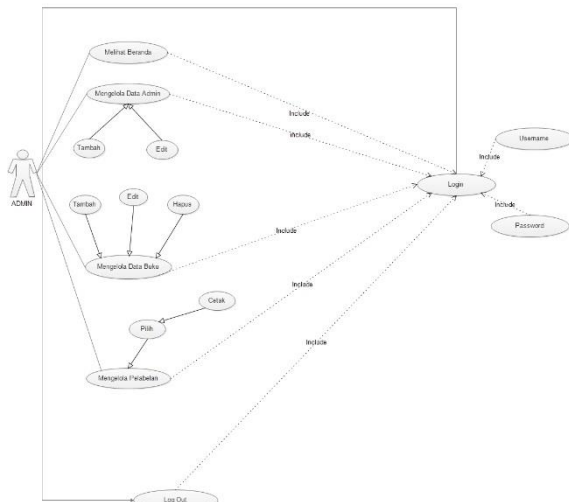 Melihat Beranda
Mengelola Data Admin
Include
Include
Username
Tambah
Edit
Include
ADMIN
Login
Tambah
Edit
Hapus
Include
Password
Include
Mengelola Data Buku
Cetak
Pilih
Include
Include
Mengelola Pelabelan
Log Out